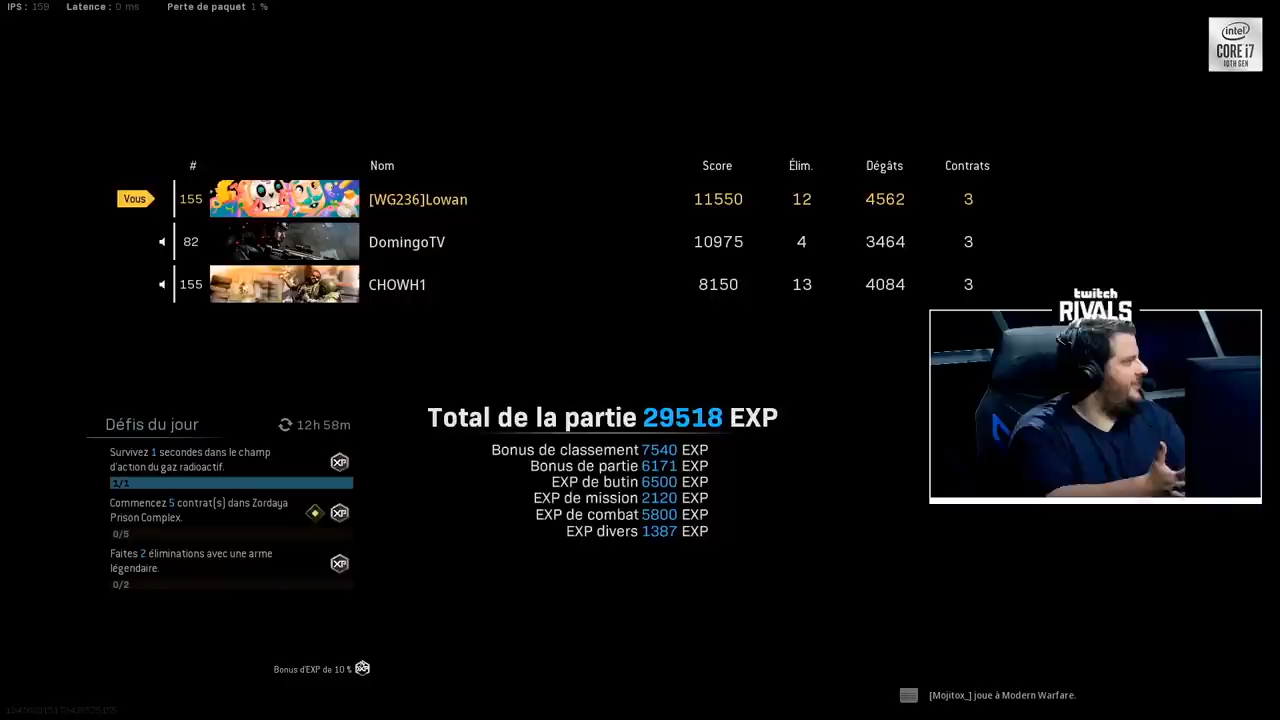 IPS : 159 Latence : 0 ms Perte de paquet 1 %
intel
CORE i7
10TH GEN
# Nom Score Élim. Dégâts Contrats
Vous 155 [WG236]Lowan 11550 12 4562 3
82 DomingoTV 10975 4 3464 3
155 CHOWH1 8150 13 4084 3
twitch
RIVALS
Total de la partie 29518 EXP
Bonus de classement 7540 EXP
Bonus de partie 6171 EXP
EXP de butin 6500 EXP
EXP de mission 2120 EXP
EXP de combat 5800 EXP
EXP divers 1387 EXP
Défis du jour 12h 58m
Survivez 1 secondes dans le champ
d'action du gaz radioactif.
XP
1/1
Commencez 5 contrat(s) dans Zordaya
Prison Complex.
XP
0/5
Faites 2 éliminations avec une arme
légendaire.
XP
0/2
Bonus d'EXP de 10 % XP
[Mojitox_] joue à Modern Warfare.